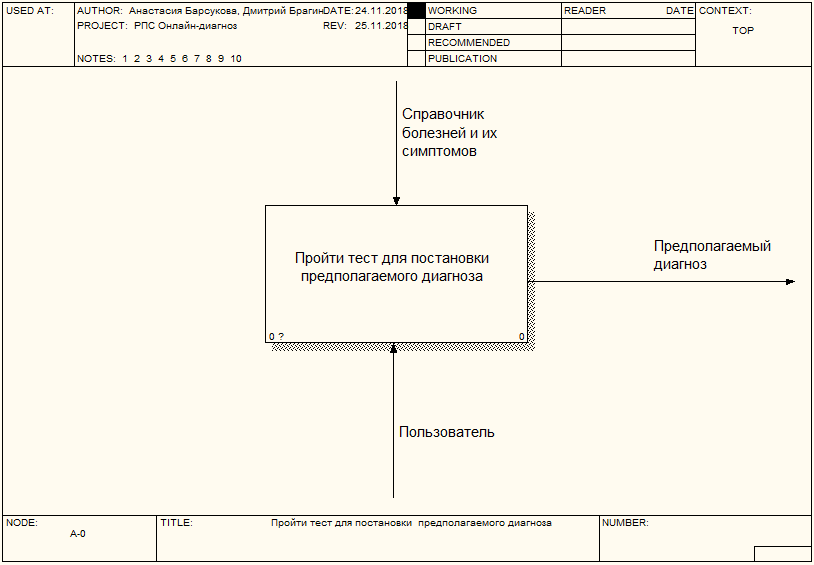 USED AT:
AUTHOR: Анастасия Барсукова, Дмитрий Брагин
DATE: 24.11.2018
PROJECT: РПС Онлайн-диагноз
REV: 25.11.2018
NOTES: 1 2 3 4 5 6 7 8 9 10
WORKING
DRAFT
RECOMMENDED
PUBLICATION
READER
DATE
CONTEXT:
TOP
Справочник
болезней и их
симптомов
Пройти тест для постановки
предполагаемого диагноза
0 ?
0
Предполагаемый
диагноз
Пользователь
NODE:
A-0
TITLE:
Пройти тест для постановки предполагаемого диагноза
NUMBER: